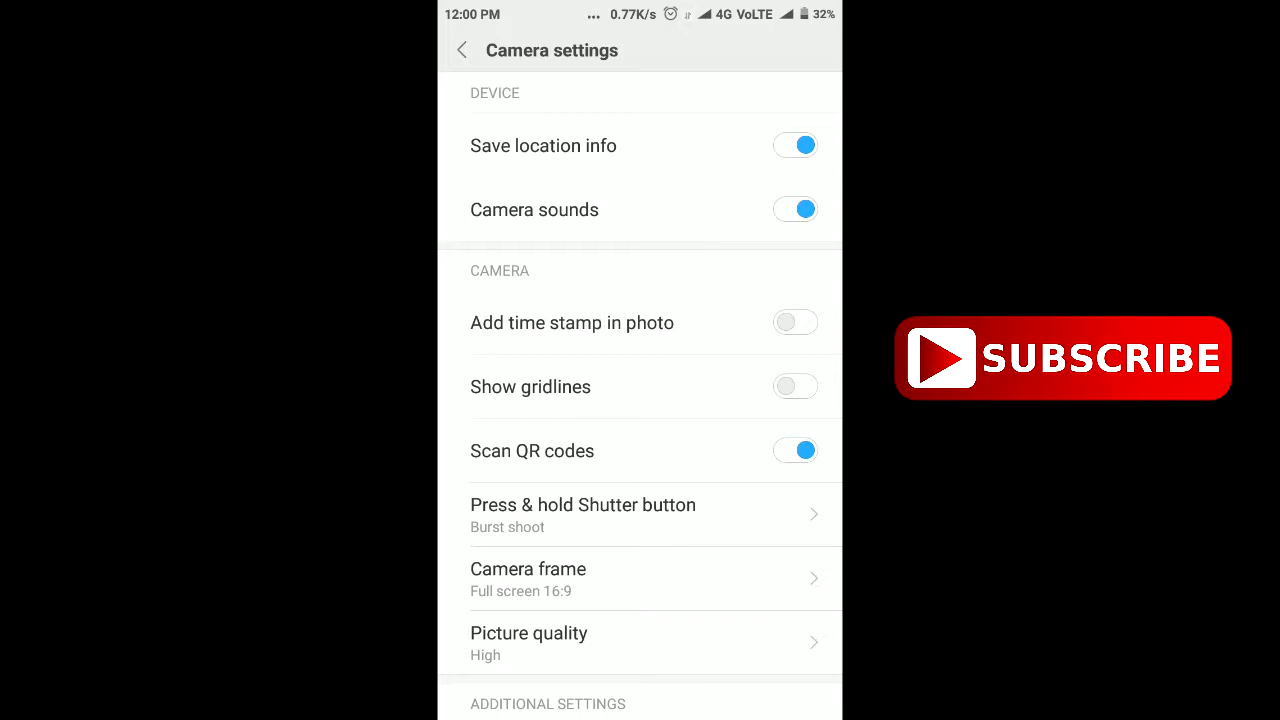 12:00 PM ... 0.77K/s 4G VoLTE 32%
Camera settings
DEVICE
Save location info
Camera sounds
CAMERA
Add time stamp in photo
Show gridlines
SUBSCRIBE
Scan QR codes
Press & hold Shutter button
Burst shoot
Camera frame
Full screen 16:9
Picture quality
High
ADDITIONAL SETTINGS